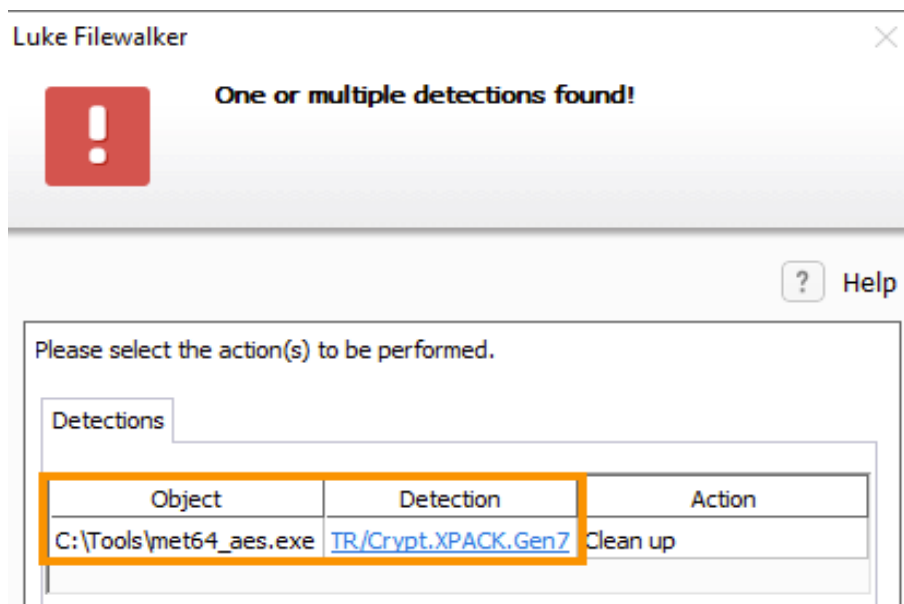 Luke Filewalker
One or multiple detections found!
? Help
Please select the action(s) to be performed.
Detections
Object Detection Action
C:\Tools\met64_aes.exe TR/Crypt.XPACK.Gen7 Clean up